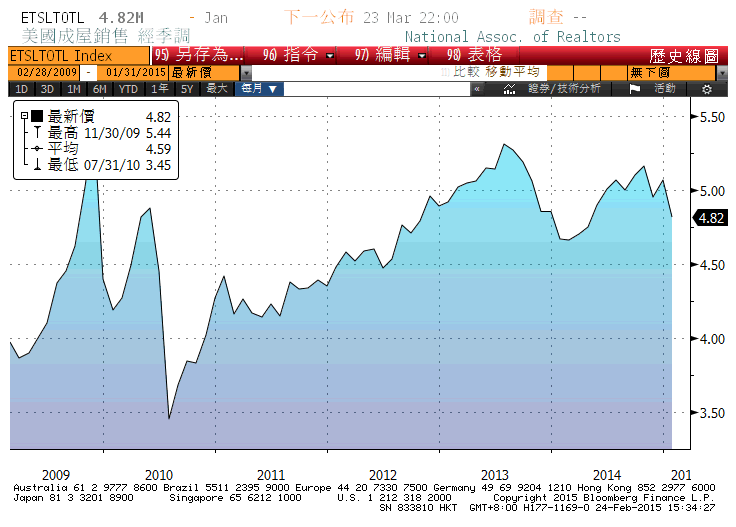 ETSLTOTL 4.82M - Jan 下一公布 23 Mar 22:00 調查 --
美國成屋銷售 經季調 National Assoc. of Realtors
ETSLTOTL Index 95) 另存為... 96) 指令 97) 編輯 98) 表格 歷史線圖
02/28/2009 - 01/31/2015 最新價 比較 移動平均 無下圖
1D 3D 1M 6M YTD 1年 5Y 最大 每月 ▼ « 證券/技術分析 活動
最新價 4.82
最高 11/30/09 5.44
平均 4.59
最低 07/31/10 3.45
5.50
5.00
4.82
4.50
4.00
3.50
2009 2010 2011 2012 2013 2014 201
Australia 61 2 9777 8600 Brazil 5511 2395 9000 Europe 44 20 7330 7500 Germany 49 69 9204 1210 Hong Kong 852 2977 6000
Japan 81 3 3201 8900 Singapore 65 6212 1000 U.S. 1 212 318 2000 Copyright 2015 Bloomberg Finance L.P.
SN 833810 HKT GMT+8:00 H177-1169-0 24-Feb-2015 15:34:27